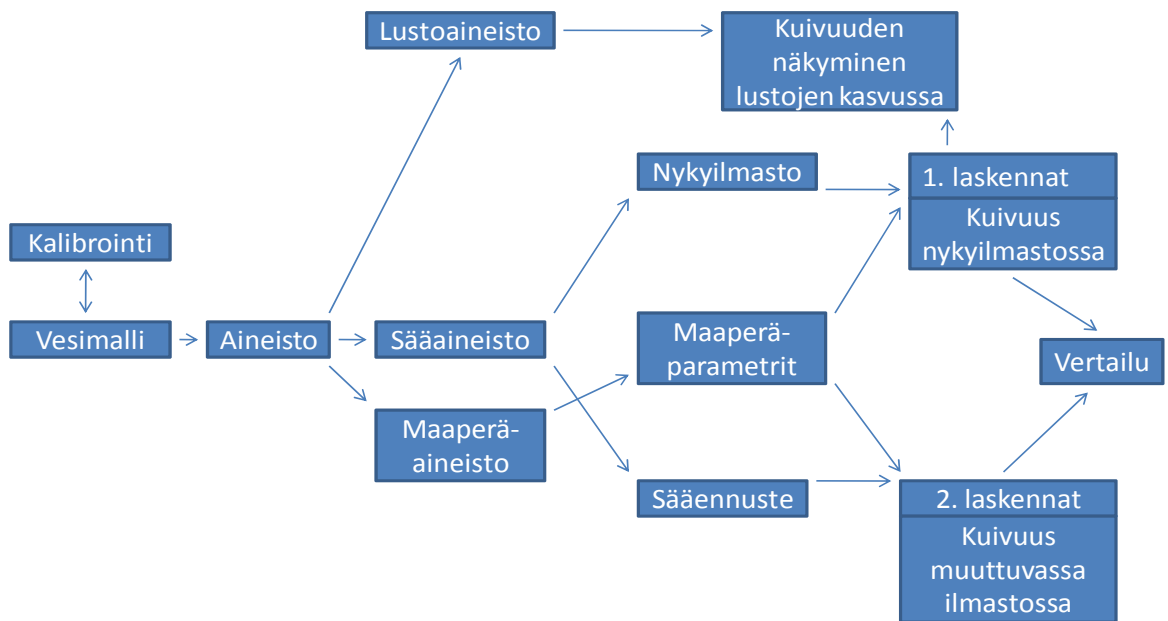 Lustoaineisto
Kuivuuden
näkyminen
lustojen kasvussa
Nykyilmasto
1. laskennat
Kuivuus
nykyilmastossa
Kalibrointi
Vesimalli
Aineisto
Sääaineisto
Maaperä-
parametrit
Vertailu
Maaperä-
aineisto
Sääennuste
2. laskennat
Kuivuus
muuttuvassa
ilmastossa